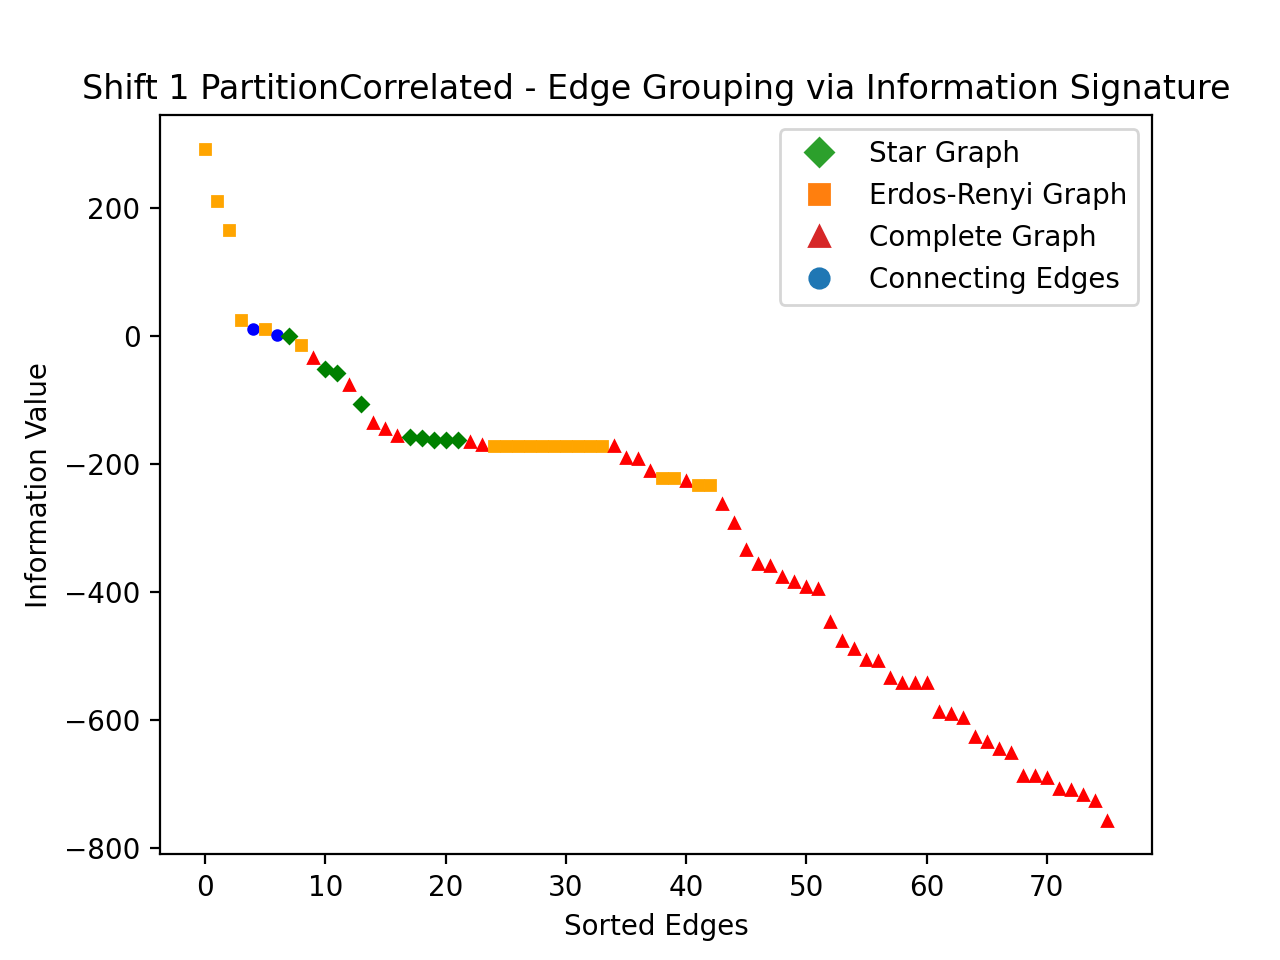 Shift 1 PartitionCorrelated - Edge Grouping via Information Signature
Star Graph
Erdos-Renyi Graph
Complete Graph
Connecting Edges
Information Value
200
0
−200
−400
−600
−800
0 10 20 30 40 50 60 70
Sorted Edges